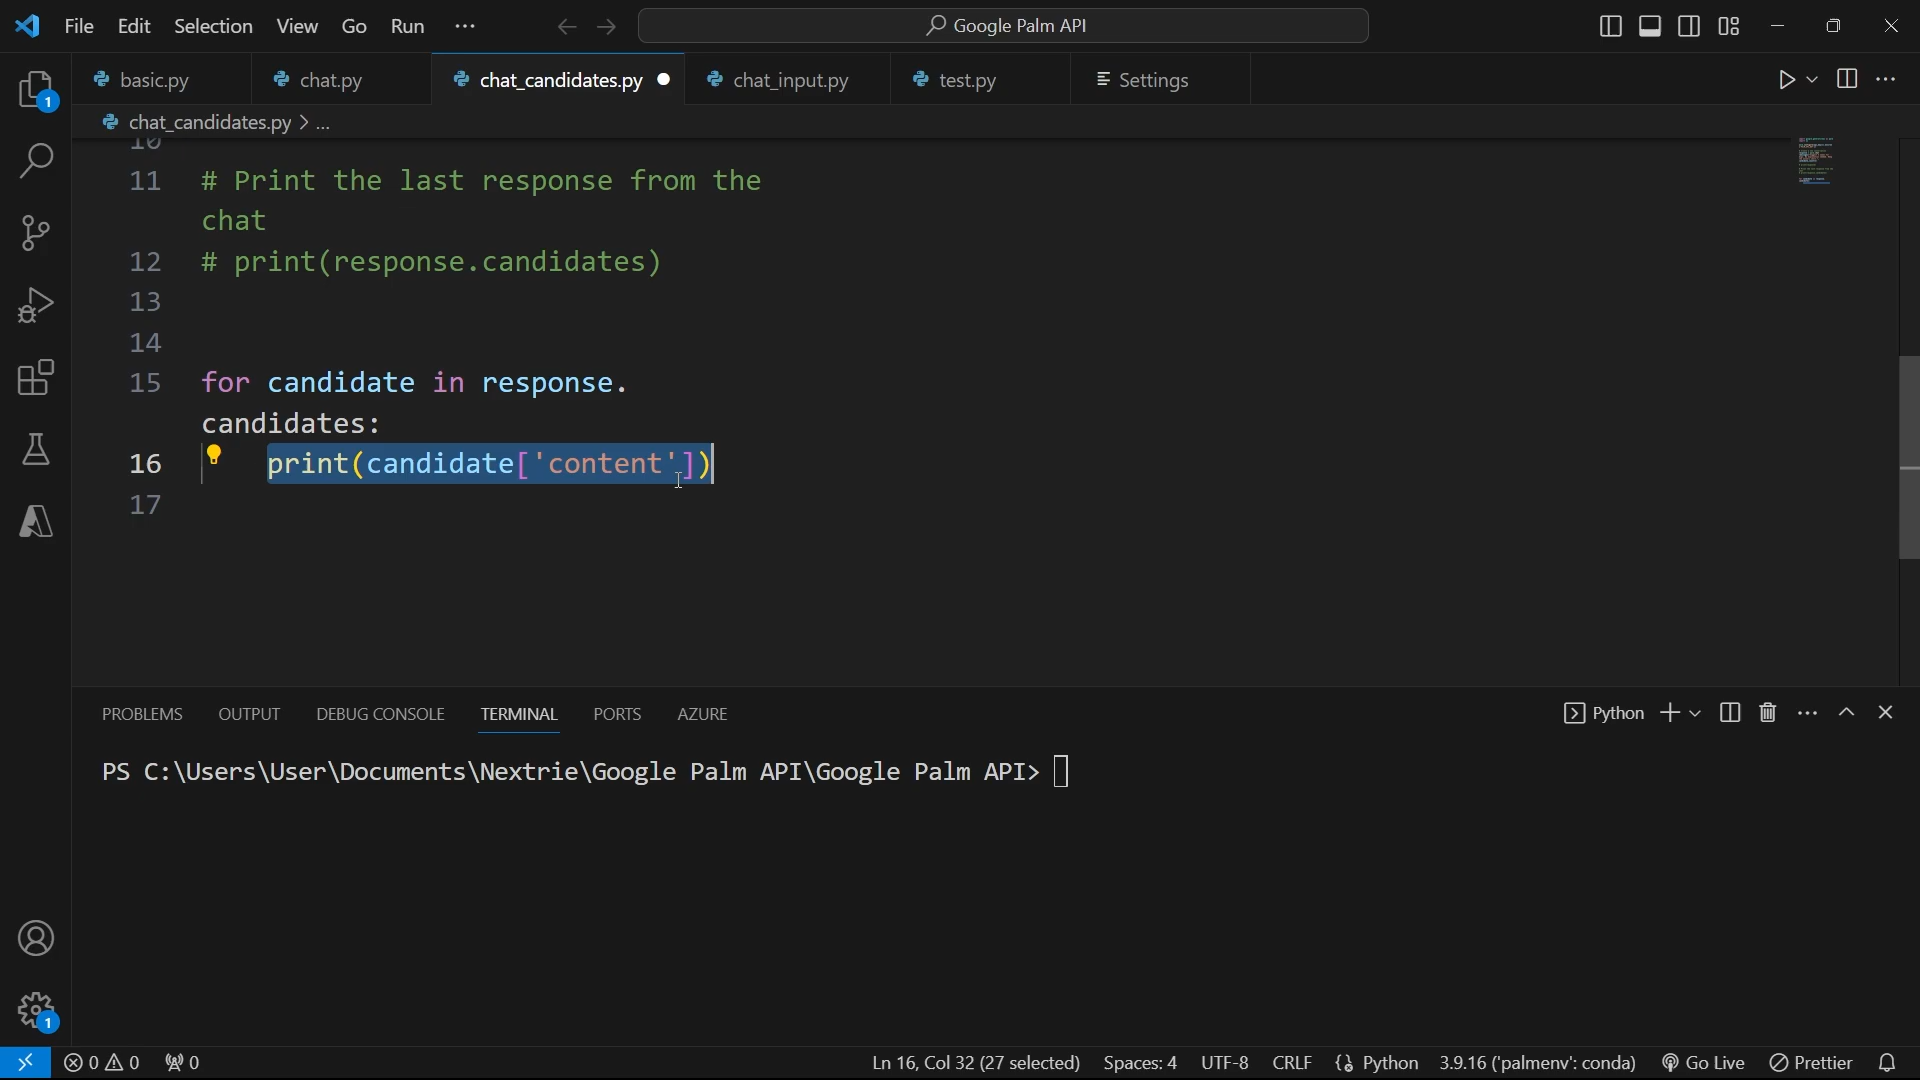 File Edit Selection View Go Run ··· Google Palm API
basic.py chat.py chat_candidates.py chat_input.py test.py Settings
chat_candidates.py > ...
10
11 # Print the last response from the
chat
12 # print(response.candidates)
13
14
15 for candidate in response.
candidates:
16 print(candidate['content'])
17
PROBLEMS OUTPUT DEBUG CONSOLE TERMINAL PORTS AZURE Python
PS C:\Users\User\Documents\Nextrie\Google Palm API\Google Palm API>
1
1
0 0 0 Ln 16, Col 32 (27 selected) Spaces: 4 UTF-8 CRLF Python 3.9.16 ('palmenv': conda) Go Live Prettier